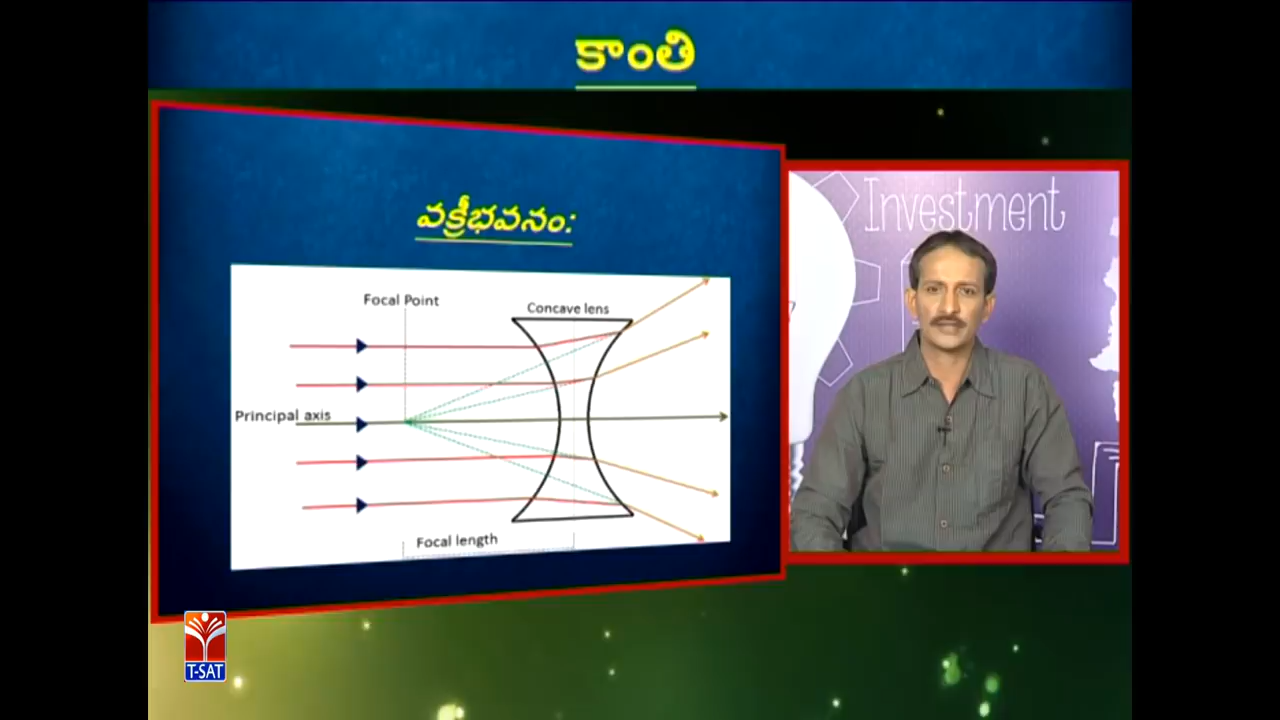 కాంతి
వక్రీభవనం:
Focal Point
Concave lens
Principal axis
Focal length
Investment
T-SAT